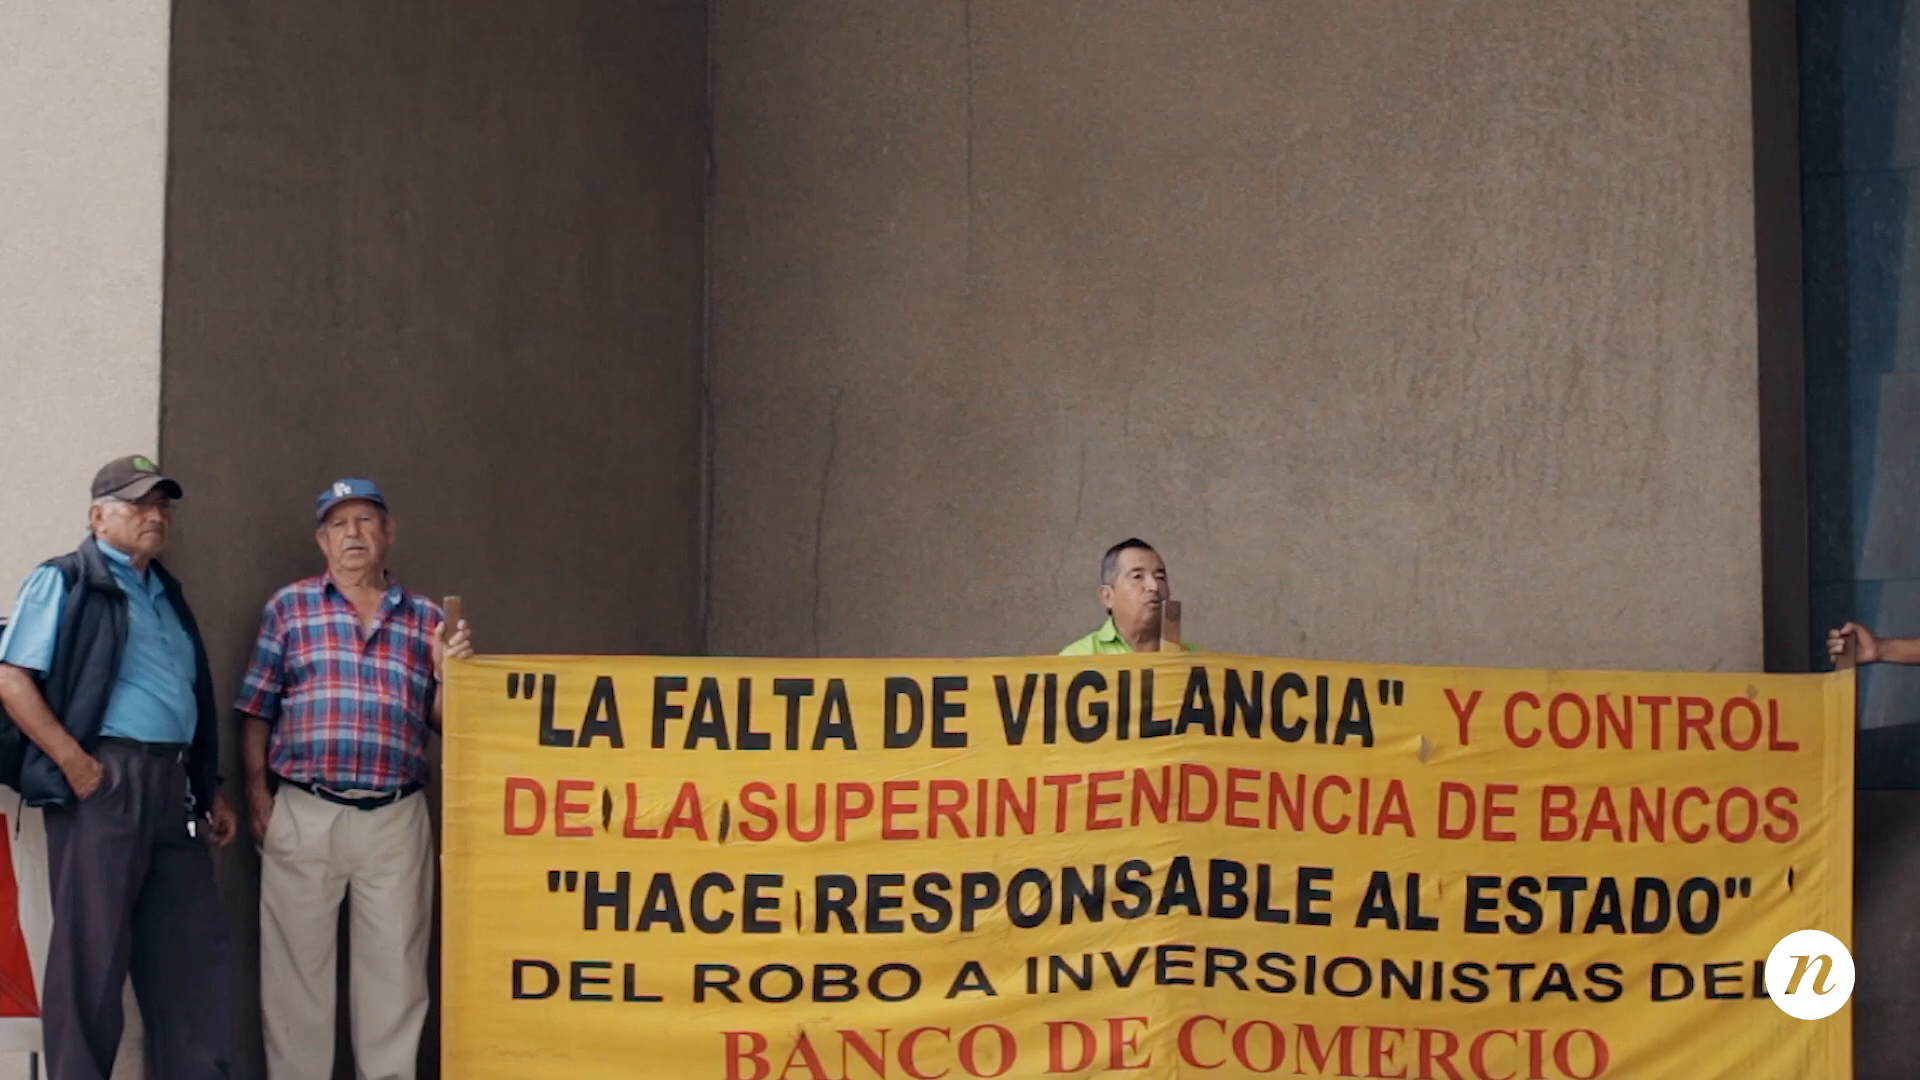 "LA FALTA DE VIGILANCIA" Y CONTROL
DE LA SUPERINTENDENCIA DE BANCOS
"HACE RESPONSABLE AL ESTADO"
DEL ROBO A INVERSIONISTAS DEL
BANCO DE COMERCIO
n